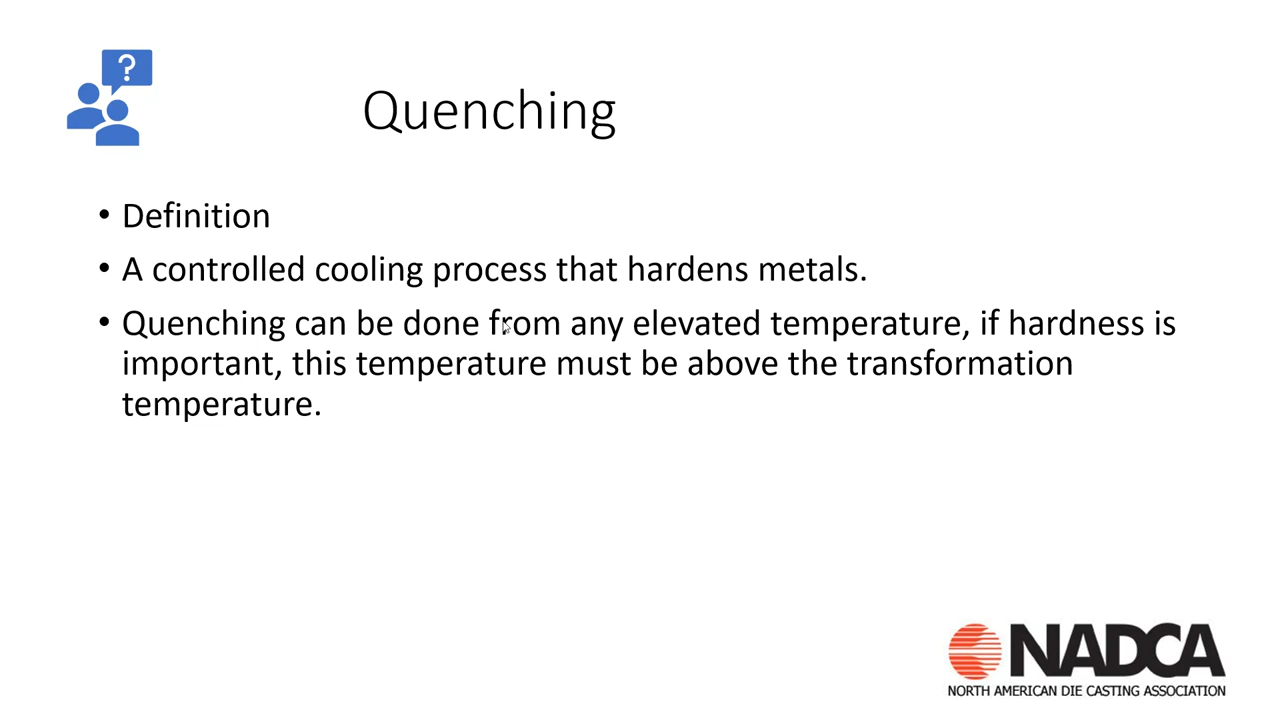 ?
Quenching
• Definition
• A controlled cooling process that hardens metals.
• Quenching can be done from any elevated temperature, if hardness is
important, this temperature must be above the transformation
temperature.
NADCA
NORTH AMERICAN DIE CASTING ASSOCIATION